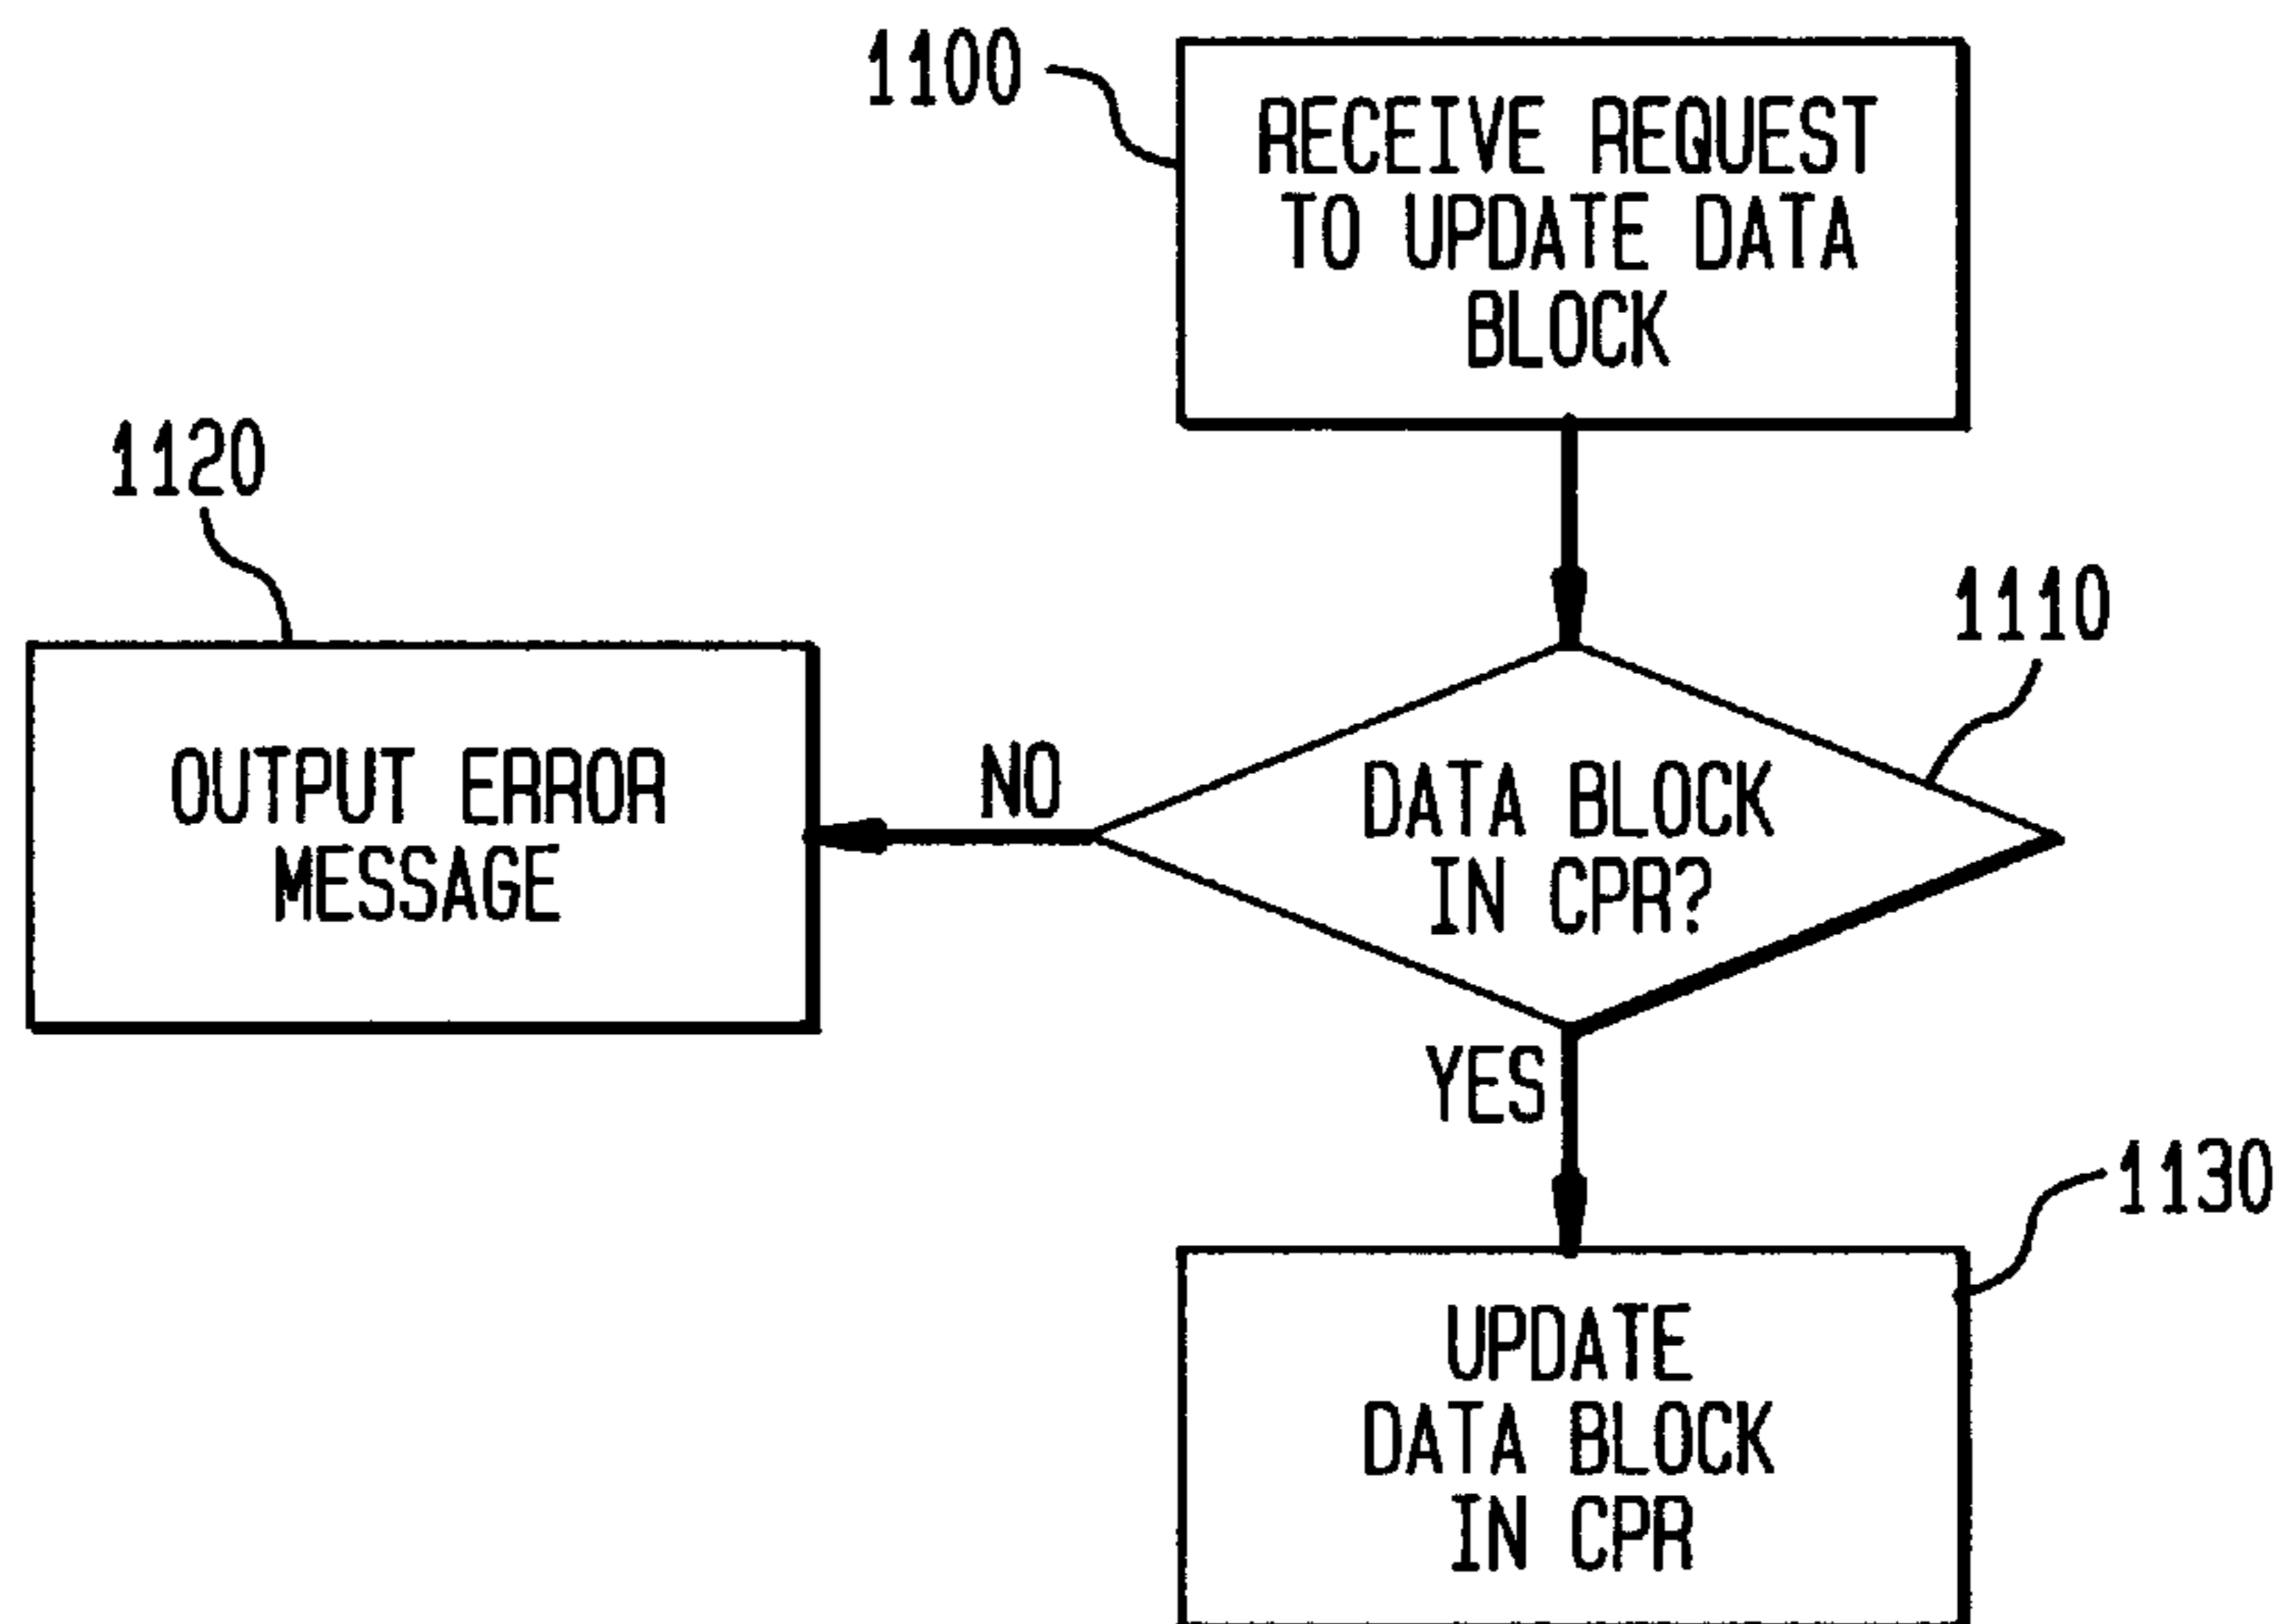 1100
RECEIVE REQUEST
TO UPDATE DATA
BLOCK
1120
1110
OUTPUT ERROR
MESSAGE
NO
DATA BLOCK
IN CPR?
YES
1130
UPDATE
DATA BLOCK
IN CPR